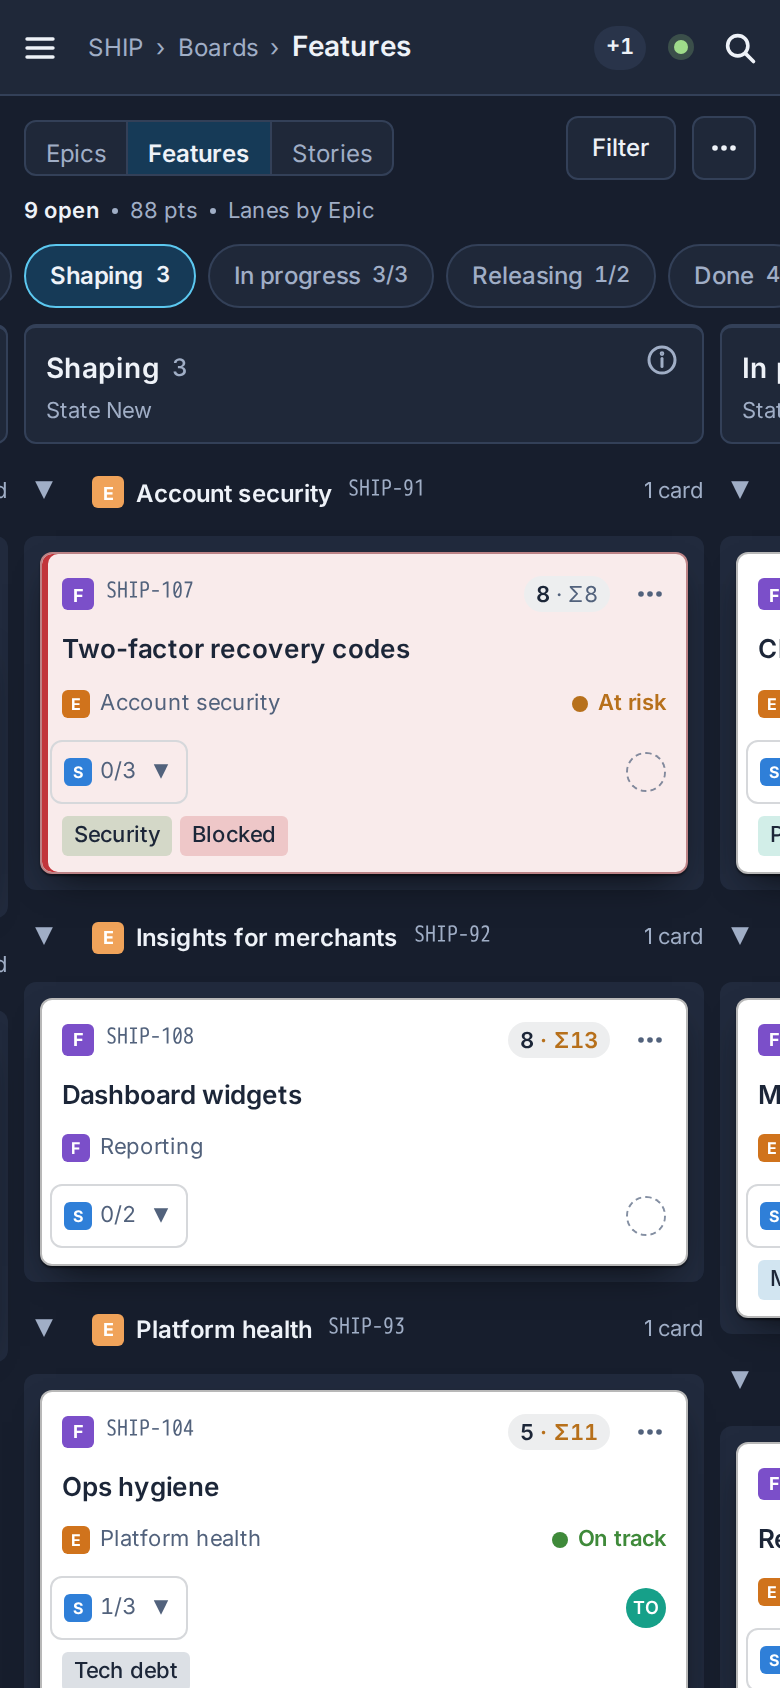 SHIP › Boards › Features +1
Epics Features Stories Filter
9 open • 88 pts • Lanes by Epic
Shaping 3 In progress 3/3 Releasing 1/2 Done 4
Shaping 3
State New
E Account security SHIP-91 1 card
F SHIP-107 8 · Σ8
Two-factor recovery codes
E Account security At risk
S 0/3
Security Blocked
E Insights for merchants SHIP-92 1 card
F SHIP-108 8 · Σ13
Dashboard widgets
F Reporting
S 0/2
E Platform health SHIP-93 1 card
F SHIP-104 5 · Σ11
Ops hygiene
E Platform health On track
S 1/3 TO
Tech debt